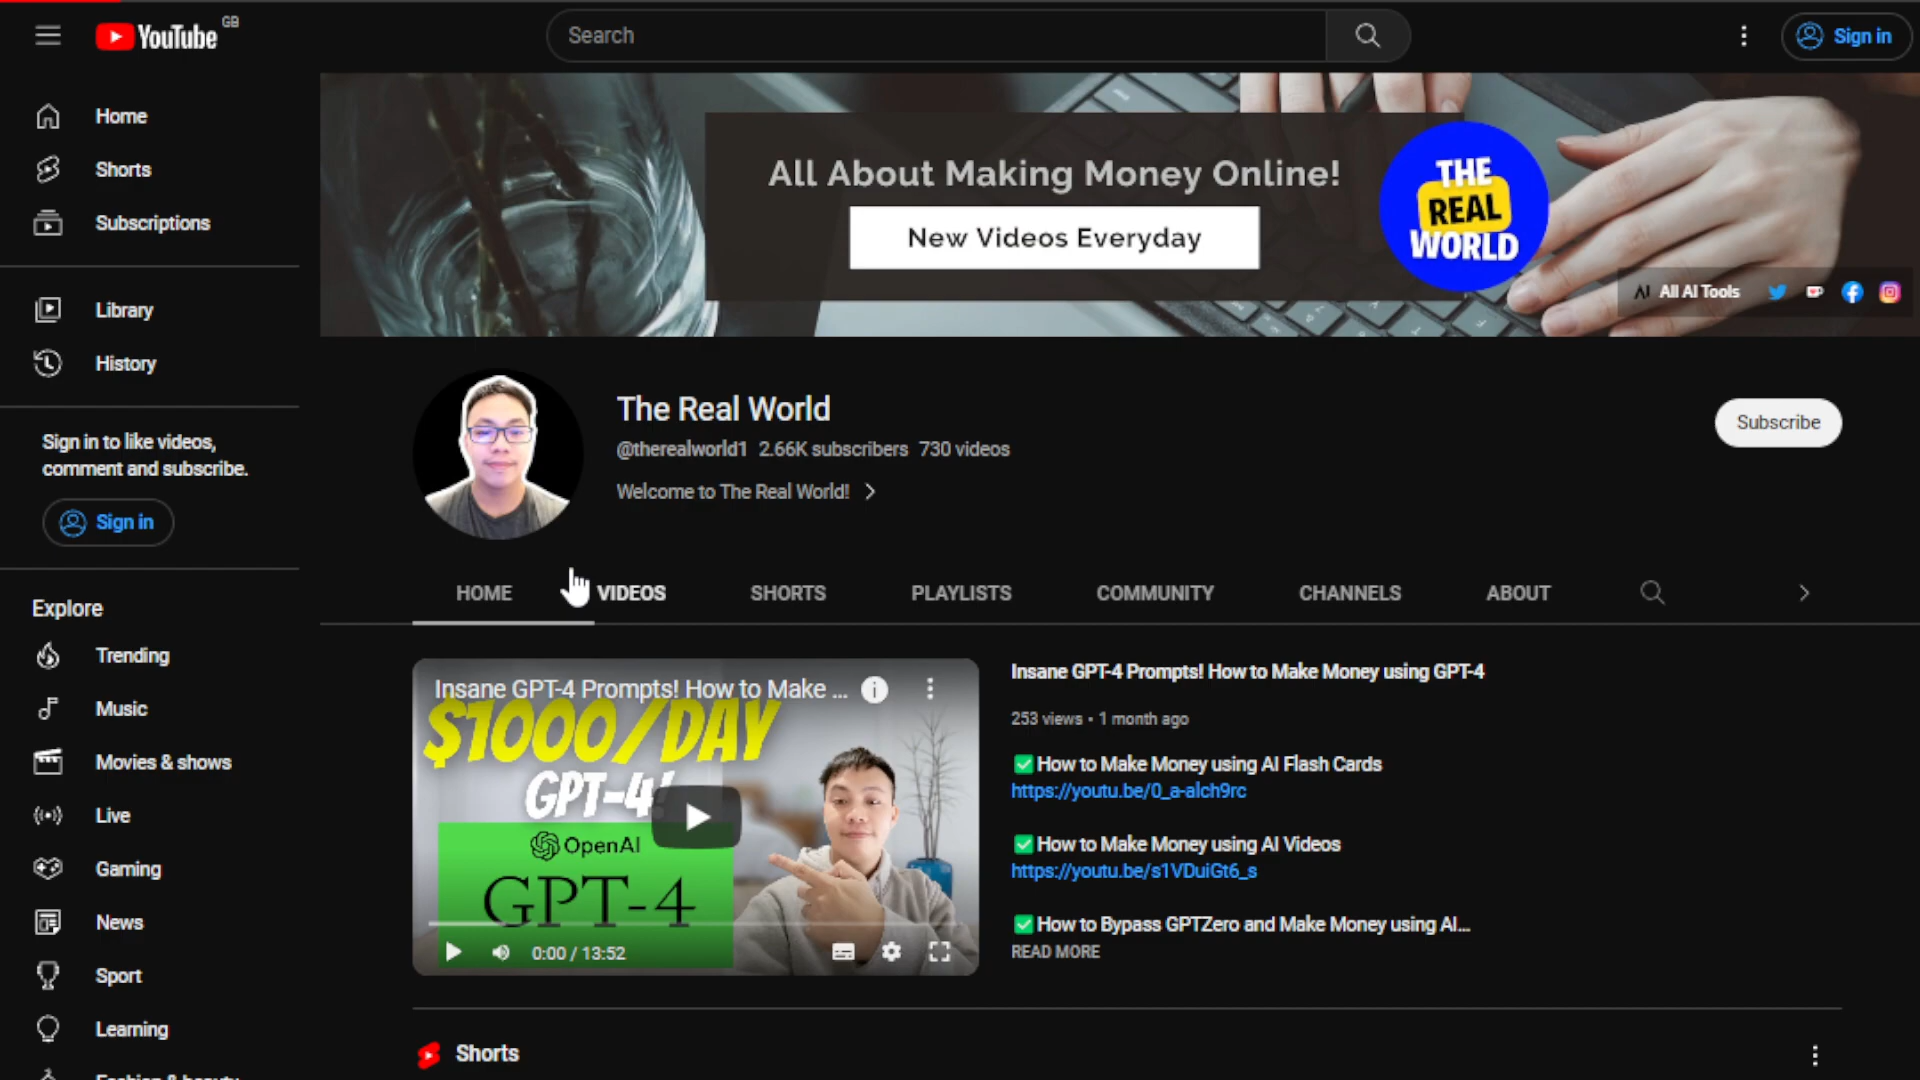 YouTube GB
Search
Sign in
Home
Shorts
Subscriptions
Library
History
Sign in to like videos,
comment and subscribe.
Sign in
Explore
Trending
Music
Movies & shows
Live
Gaming
News
Sport
Learning
Fashion & beauty
All About Making Money Online!
New Videos Everyday
THE
REAL
WORLD
All AI Tools
The Real World
@therealworld1 2.66K subscribers 730 videos
Welcome to The Real World!
Subscribe
HOME VIDEOS SHORTS PLAYLISTS COMMUNITY CHANNELS ABOUT
Insane GPT-4 Prompts! How to Make ...
$1000/DAY
GPT-4
OpenAI
GPT-4
0:00 / 13:52
Insane GPT-4 Prompts! How to Make Money using GPT-4
253 views • 1 month ago
✅How to Make Money using AI Flash Cards
https://youtu.be/0_a-alch9rc
✅How to Make Money using AI Videos
https://youtu.be/s1VDuiGt6_s
✅How to Bypass GPTZero and Make Money using AI...
READ MORE
Shorts